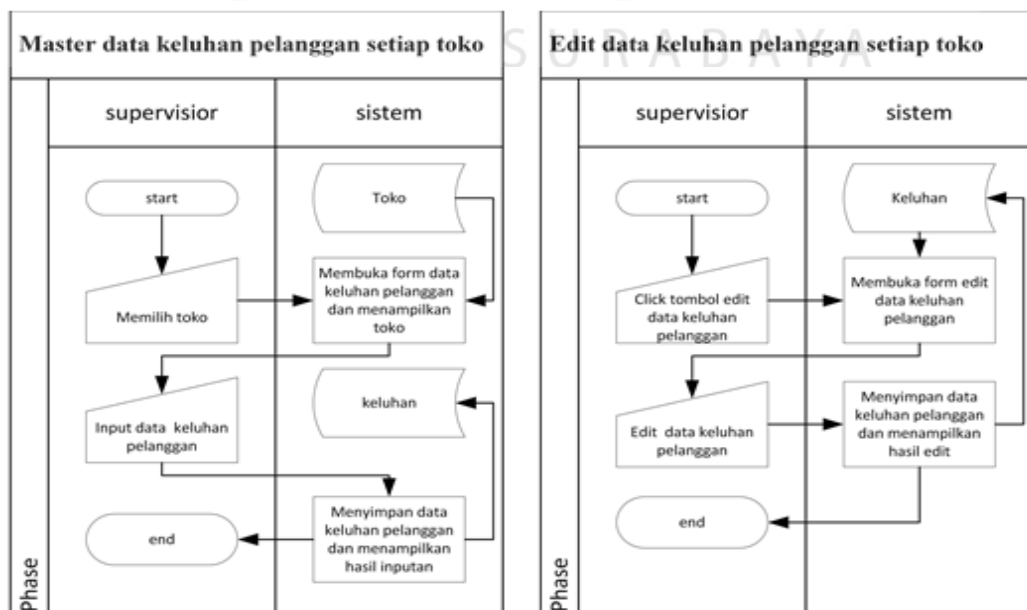 SURABAYA
Master data keluhan pelanggan setiap toko
supervisior
sistem
start
Toko
Memilih toko
Membuka form data
keluhan pelanggan
dan menampilkan
toko
Input data keluhan
pelanggan
keluhan
Menyimpan data
keluhan pelanggan
dan menampilkan
hasil inputan
end
Phase
Edit data keluhan pelanggan setiap toko
supervisior
sistem
start
Keluhan
Click tombol edit
data keluhan
pelanggan
Membuka form edit
data keluhan
pelanggan
Edit data keluhan
pelanggan
Menyimpan data
keluhan pelanggan
dan menampilkan
hasil edit
end
Phase